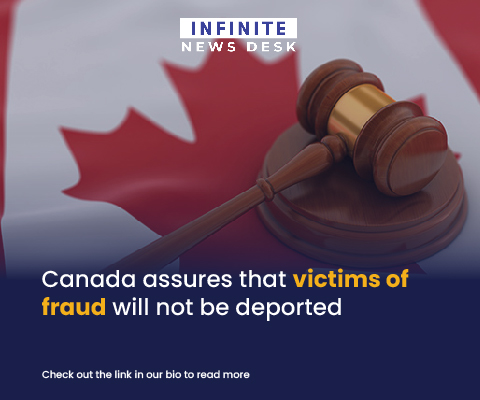 INFINITE
NEWS DESK
Canada assures that victims of
fraud will not be deported
Check out the link in our bio to read more